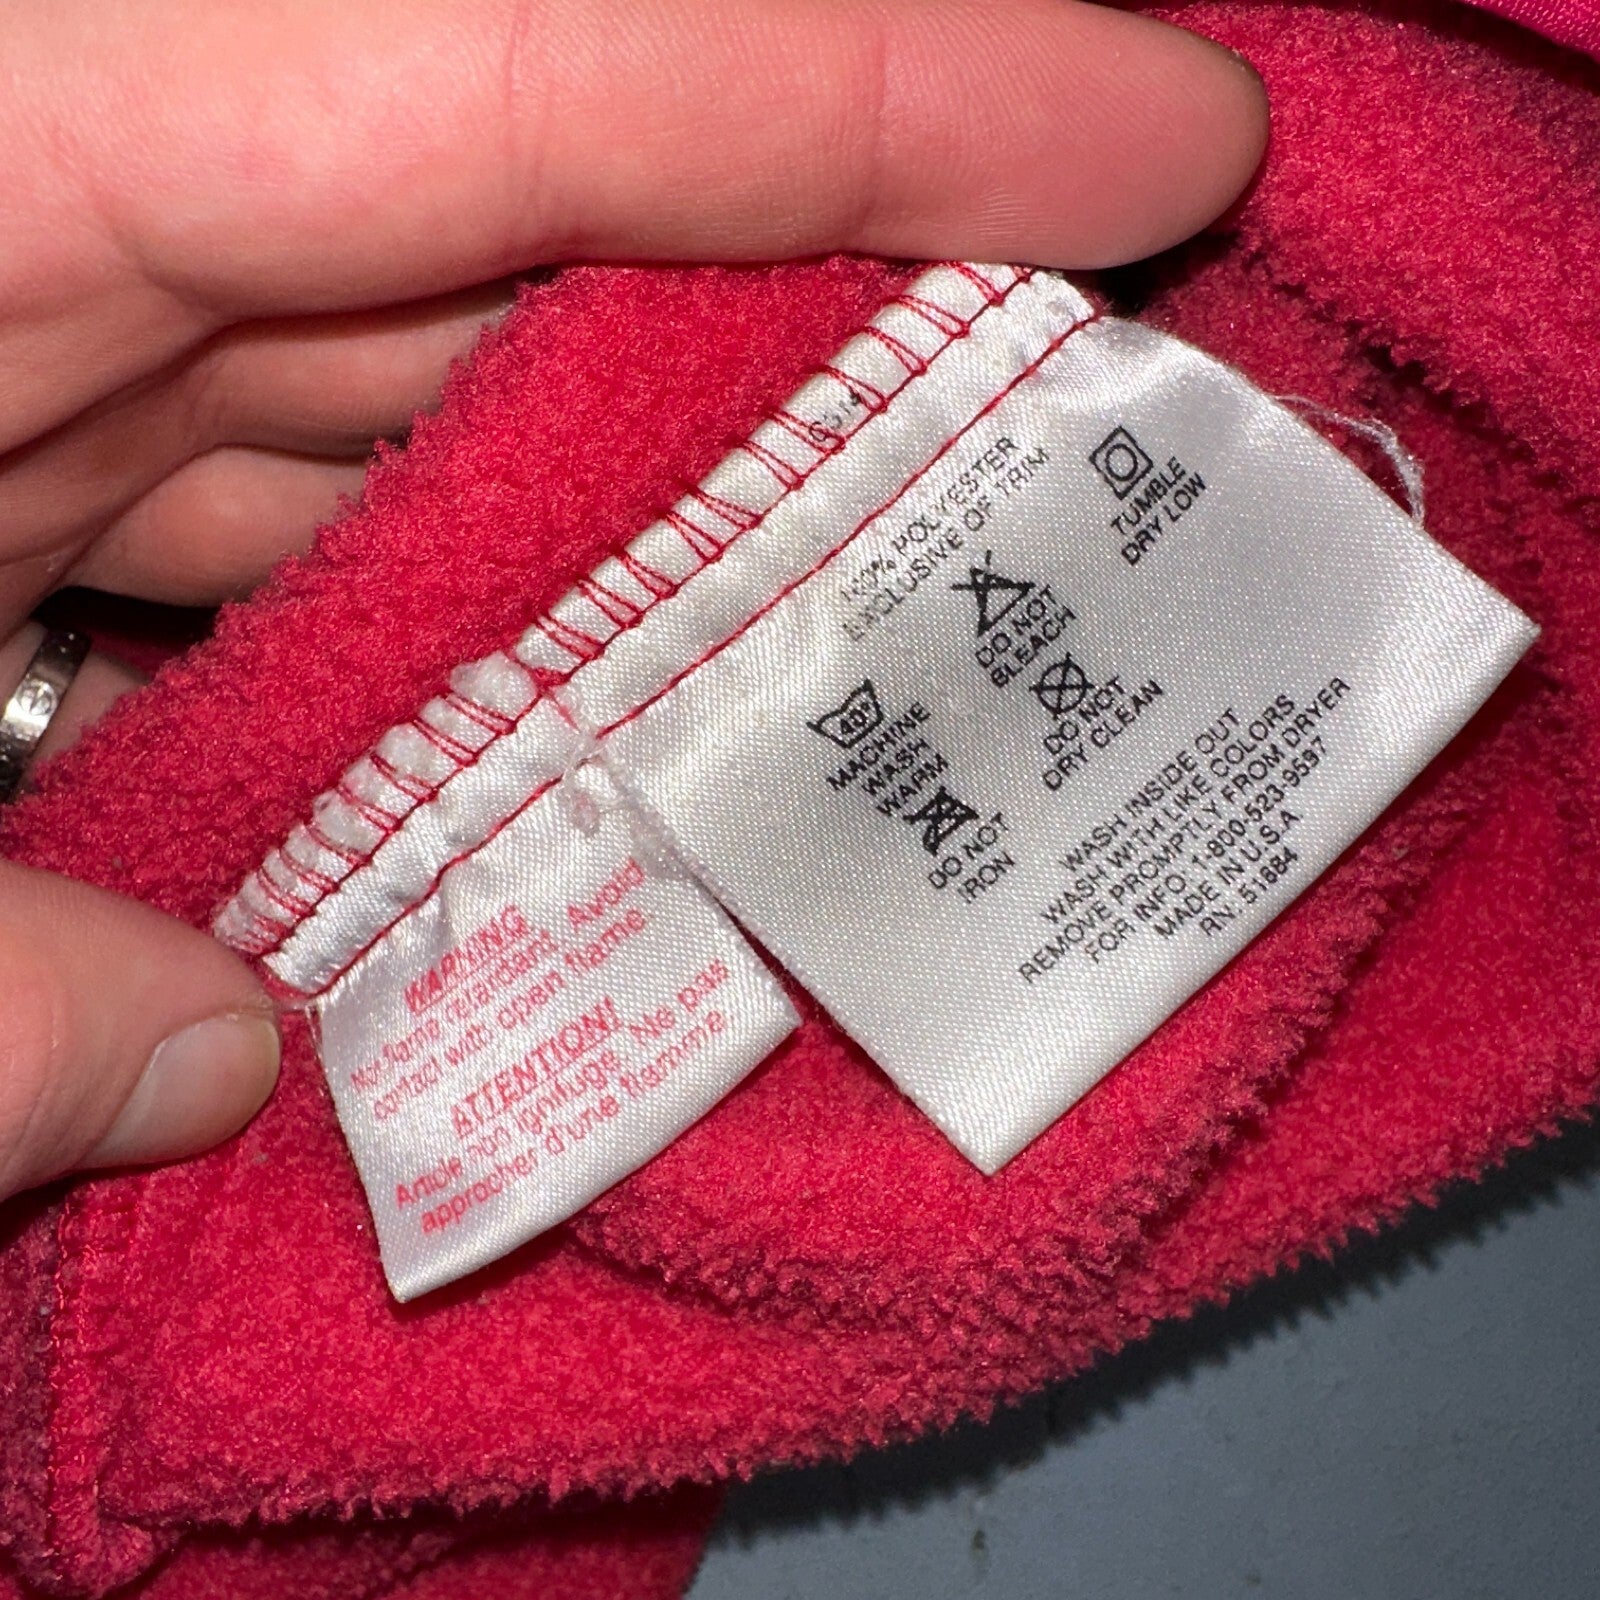 100% POLYESTER
EXCLUSIVE OF TRIM
40°
MACHINE
WASH
WARM
DO NOT
BLEACH
TUMBLE
DRY LOW
DO NOT
IRON
DO NOT
DRY CLEAN
WASH INSIDE OUT
WASH WITH LIKE COLORS
REMOVE PROMPTLY FROM DRYER
FOR INFO 1-800-523-9597
MADE IN U.S.A
RN. 51884
WARNING
Non flame retardant Avoid
contact with open flame
ATTENTION!
Article non ignifuge. Ne pas
approcher d'une flamme